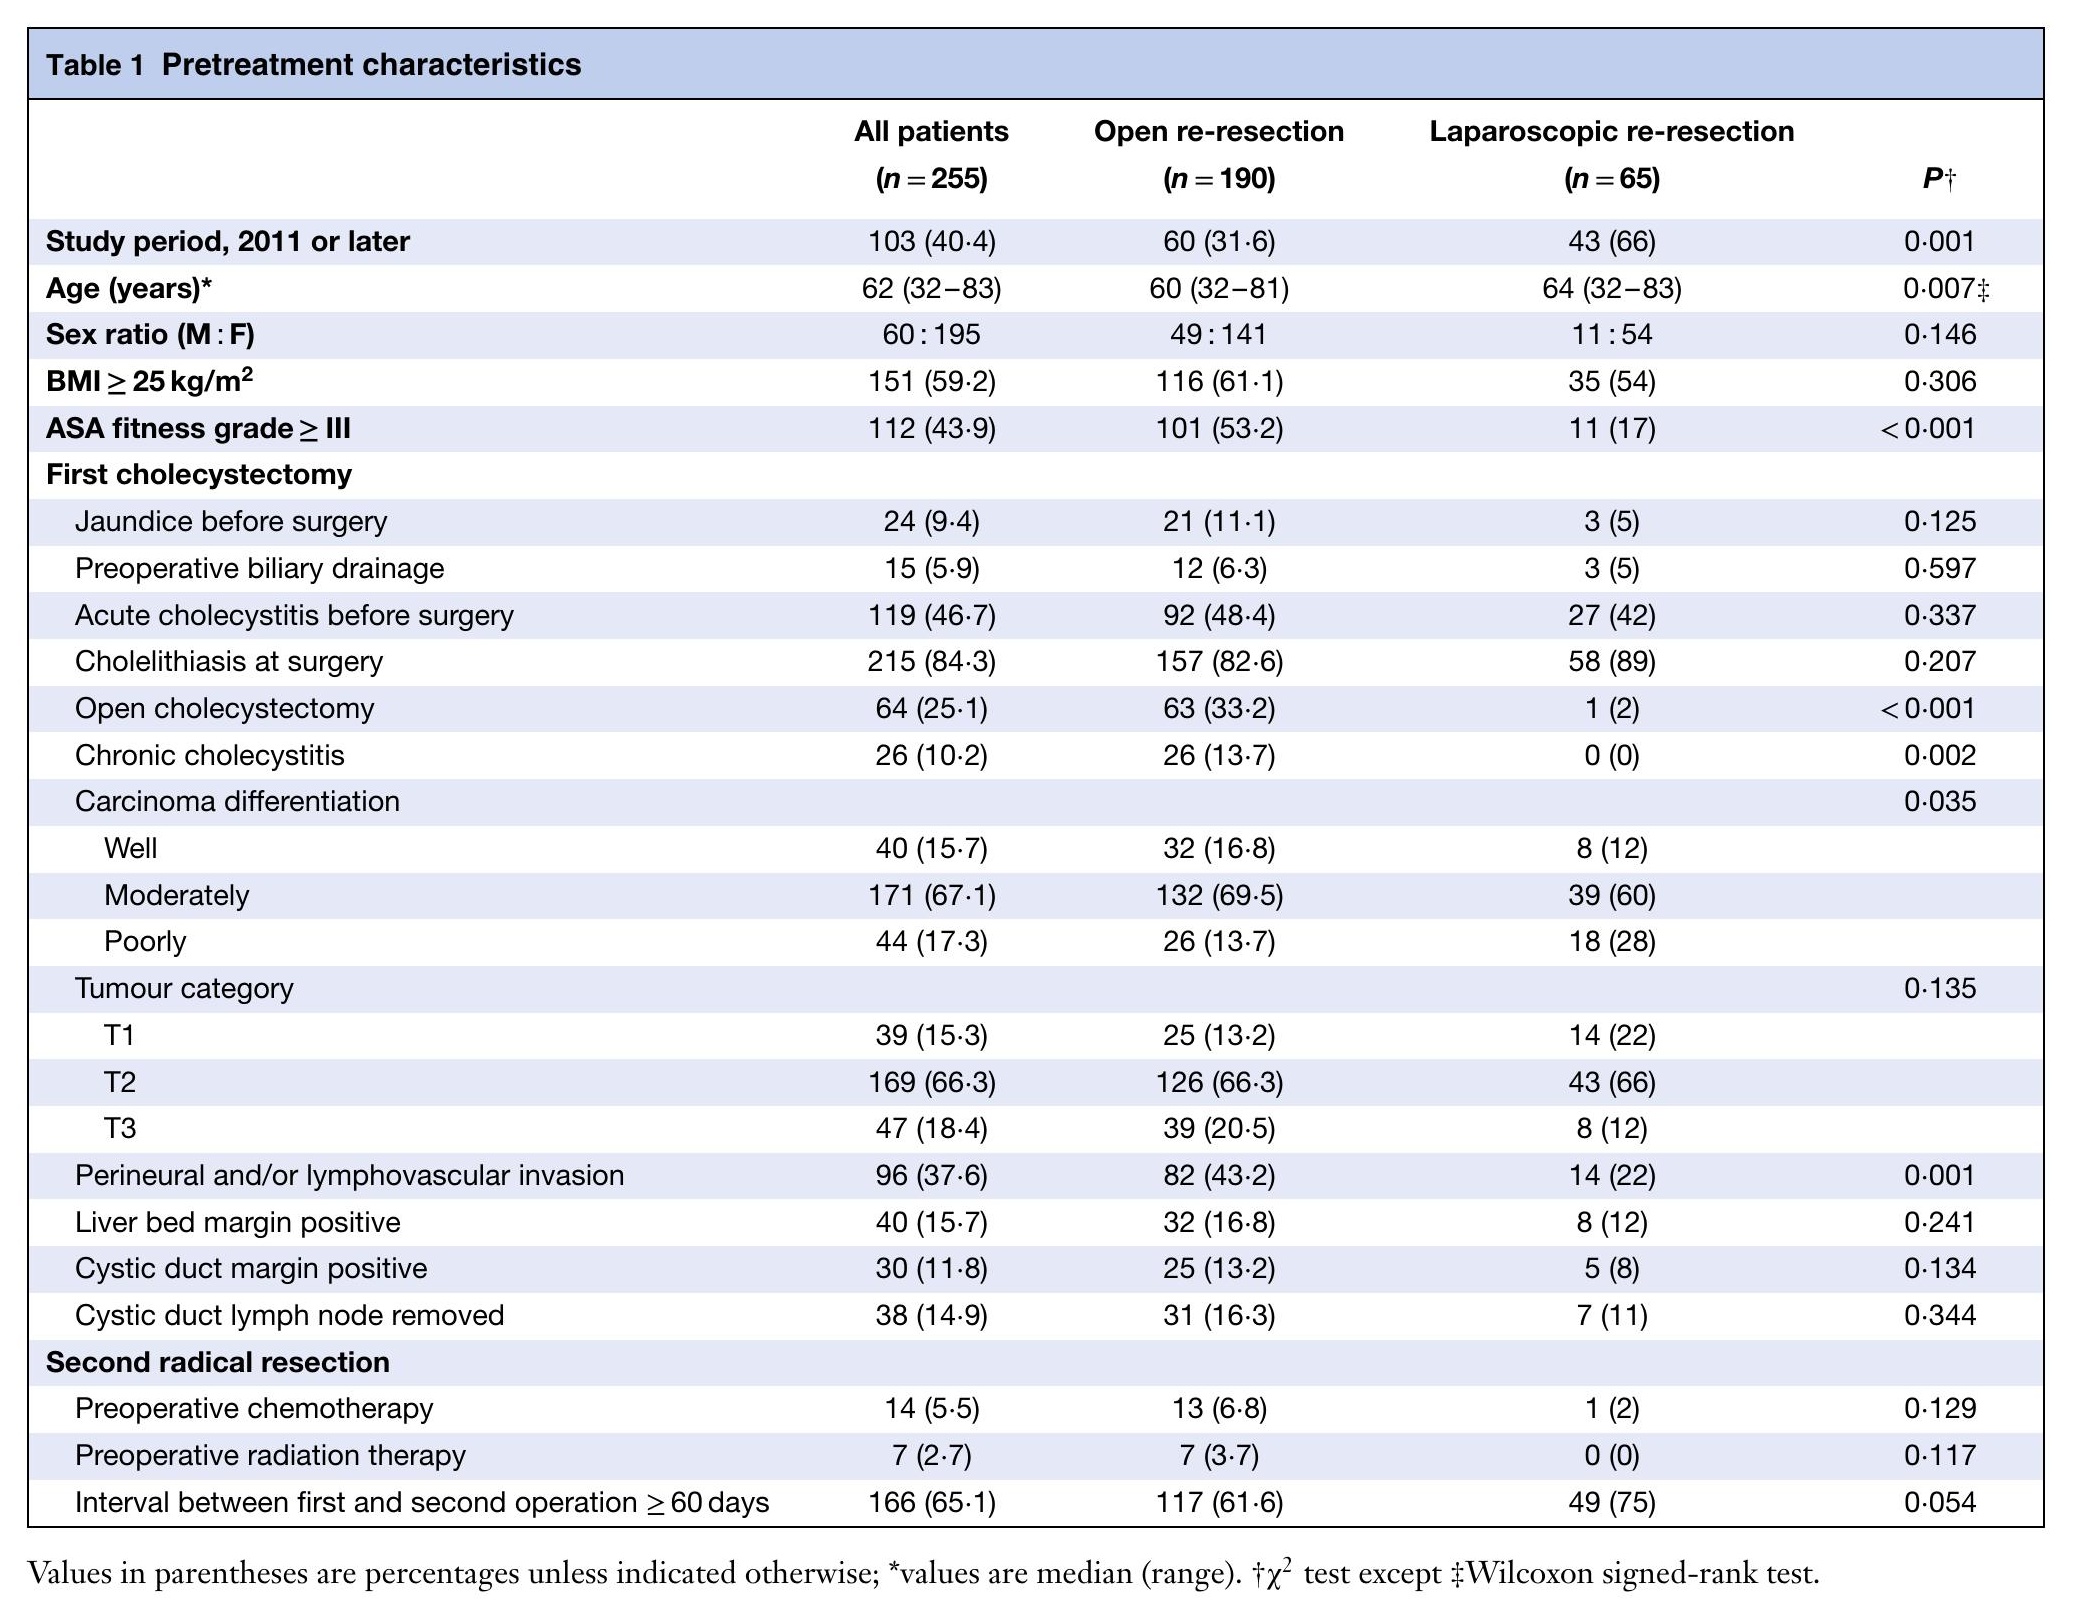 Table 1 Pretreatment characteristics
All patients Open re-resection Laparoscopic re-resection
(n = 255) (n = 190) (n = 65) P†
Study period, 2011 or later 103 (40·4) 60 (31·6) 43 (66) 0·001
Age (years)* 62 (32–83) 60 (32–81) 64 (32–83) 0·007‡
Sex ratio (M : F) 60 : 195 49 : 141 11 : 54 0·146
BMI ≥ 25 kg/m² 151 (59·2) 116 (61·1) 35 (54) 0·306
ASA fitness grade ≥ III 112 (43·9) 101 (53·2) 11 (17) < 0·001
First cholecystectomy
Jaundice before surgery 24 (9·4) 21 (11·1) 3 (5) 0·125
Preoperative biliary drainage 15 (5·9) 12 (6·3) 3 (5) 0·597
Acute cholecystitis before surgery 119 (46·7) 92 (48·4) 27 (42) 0·337
Cholelithiasis at surgery 215 (84·3) 157 (82·6) 58 (89) 0·207
Open cholecystectomy 64 (25·1) 63 (33·2) 1 (2) < 0·001
Chronic cholecystitis 26 (10·2) 26 (13·7) 0 (0) 0·002
Carcinoma differentiation 0·035
Well 40 (15·7) 32 (16·8) 8 (12)
Moderately 171 (67·1) 132 (69·5) 39 (60)
Poorly 44 (17·3) 26 (13·7) 18 (28)
Tumour category 0·135
T1 39 (15·3) 25 (13·2) 14 (22)
T2 169 (66·3) 126 (66·3) 43 (66)
T3 47 (18·4) 39 (20·5) 8 (12)
Perineural and/or lymphovascular invasion 96 (37·6) 82 (43·2) 14 (22) 0·001
Liver bed margin positive 40 (15·7) 32 (16·8) 8 (12) 0·241
Cystic duct margin positive 30 (11·8) 25 (13·2) 5 (8) 0·134
Cystic duct lymph node removed 38 (14·9) 31 (16·3) 7 (11) 0·344
Second radical resection
Preoperative chemotherapy 14 (5·5) 13 (6·8) 1 (2) 0·129
Preoperative radiation therapy 7 (2·7) 7 (3·7) 0 (0) 0·117
Interval between first and second operation ≥ 60 days 166 (65·1) 117 (61·6) 49 (75) 0·054
Values in parentheses are percentages unless indicated otherwise; *values are median (range). †χ² test except ‡Wilcoxon signed-rank test.